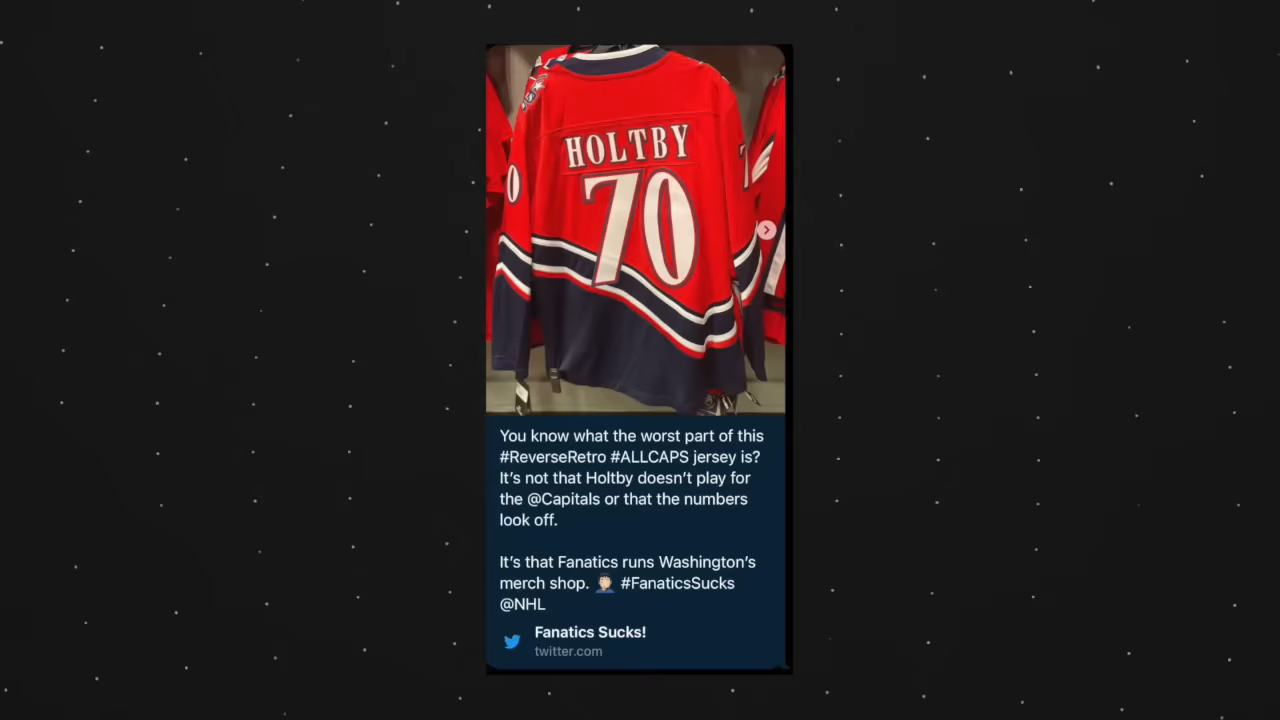 HOLTBY
70
0
7
You know what the worst part of this
#ReverseRetro #ALLCAPS jersey is?
It's not that Holtby doesn't play for
the @Capitals or that the numbers
look off.
It's that Fanatics runs Washington's
merch shop. 🤦🏻‍♂️ #FanaticsSucks
@NHL
Fanatics Sucks!
twitter.com